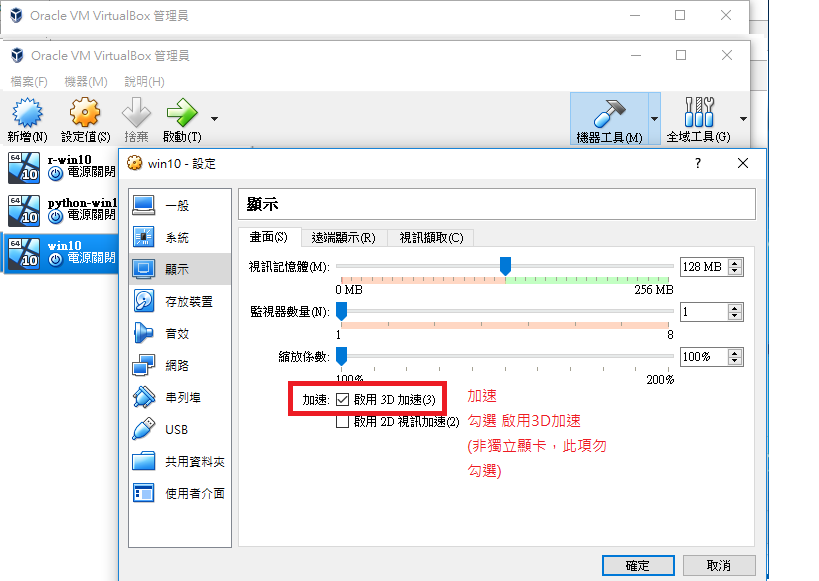 Oracle VM VirtualBox 管理員
Oracle VM VirtualBox 管理員
檔案(F) 機器(M) 說明(H)
新增(N) 設定值(S) 捨棄 啟動(T) 機器工具(M) 全域工具(G)
64 10 r-win10
電源關閉
64 10 python-win1
電源關閉
64 10 win10
電源關閉
win10 - 設定 ?
一般
系統
顯示
存放裝置
音效
網路
串列埠
USB
共用資料夾
使用者介面
顯示
畫面(S) 遠端顯示(R) 視訊擷取(C)
視訊記憶體(M): 128 MB
0 MB 256 MB
監視器數量(N): 1
1 8
縮放係數: 100%
100% 200%
加速: 啟用 3D 加速(3)
啟用 2D 視訊加速(2)
加速
勾選 啟用3D加速
(非獨立顯卡，此項勿
勾選)
確定 取消